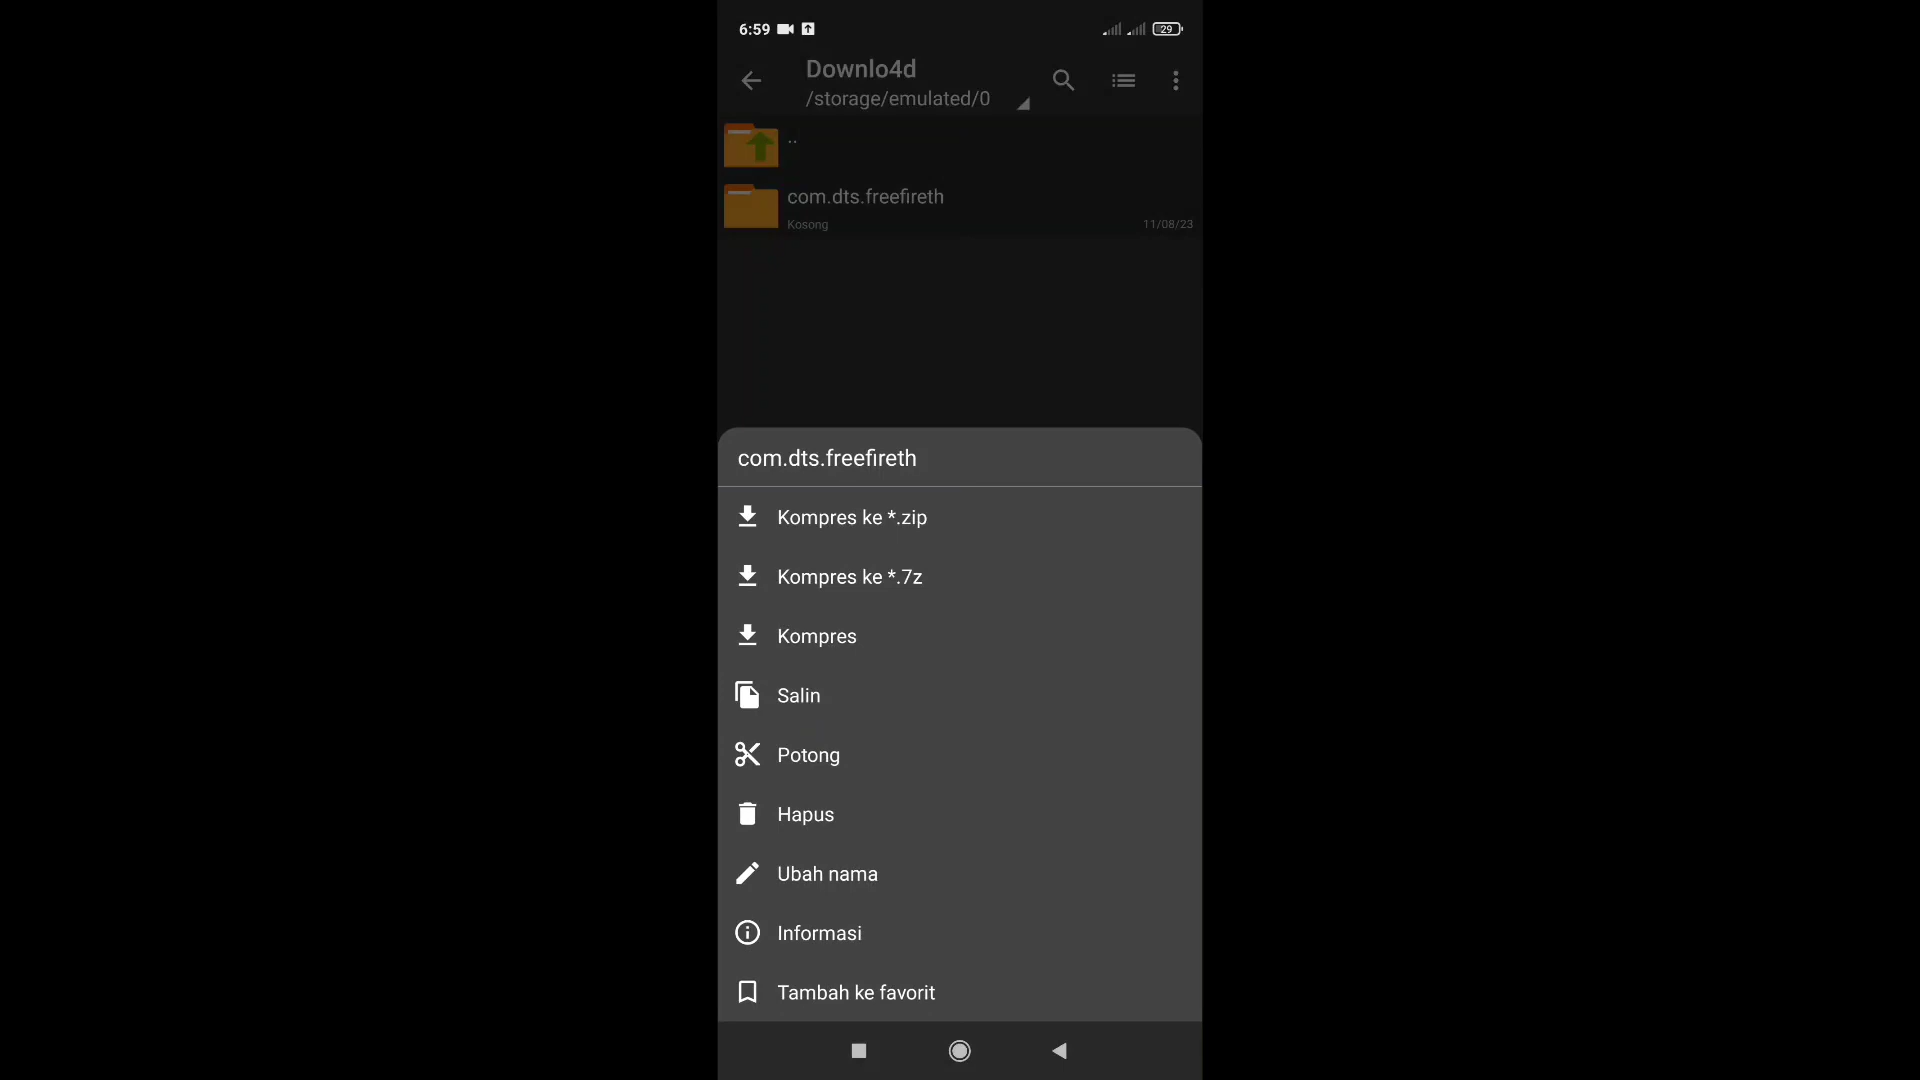 6:59
29
Downlo4d
/storage/emulated/0
..
com.dts.freefireth
Kosong
11/08/23
com.dts.freefireth
Kompres ke *.zip
Kompres ke *.7z
Kompres
Salin
Potong
Hapus
Ubah nama
Informasi
Tambah ke favorit